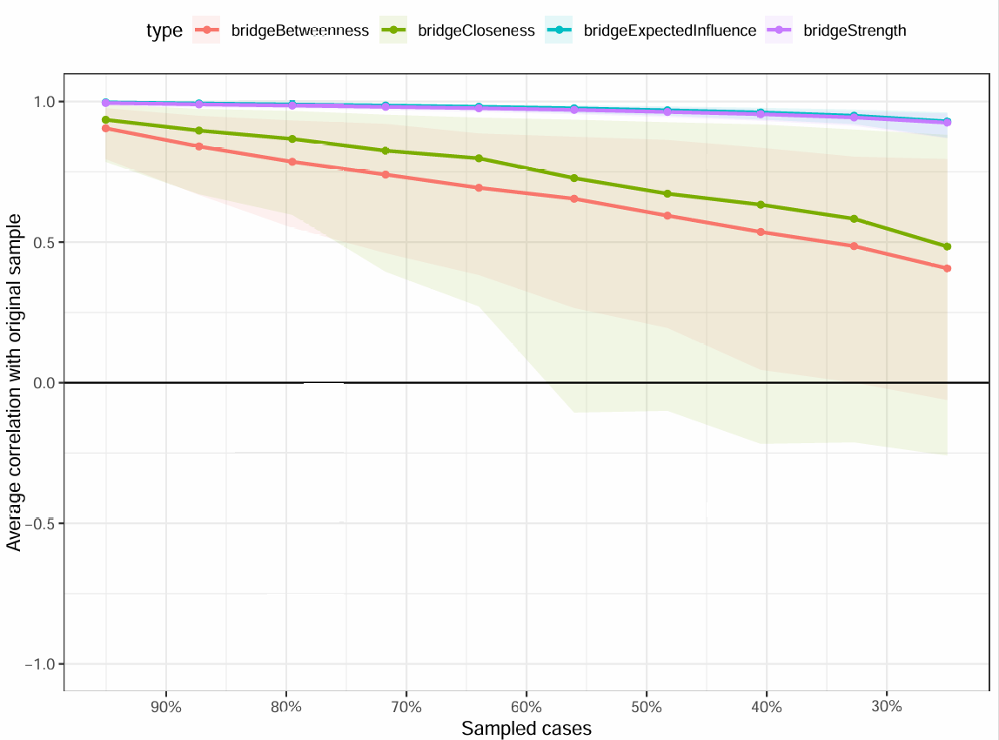 type bridgeBetweenness bridgeCloseness bridgeExpectedInfluence bridgeStrength
Average correlation with original sample
1.0
0.5
0.0
−0.5
−1.0
90% 80% 70% 60% 50% 40% 30%
Sampled cases